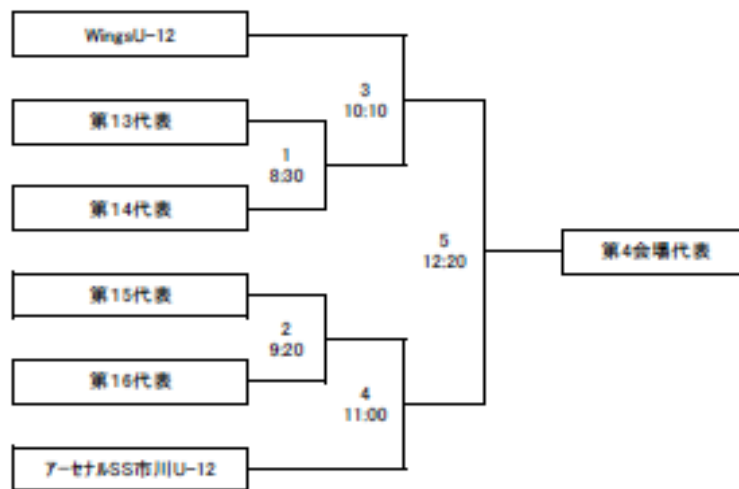 WingsU-12
3
10:10
第13代表
1
8:30
第14代表
5
12:20
第4会場代表
第15代表
2
9:20
第16代表
4
11:00
アーセナルSS市川U-12